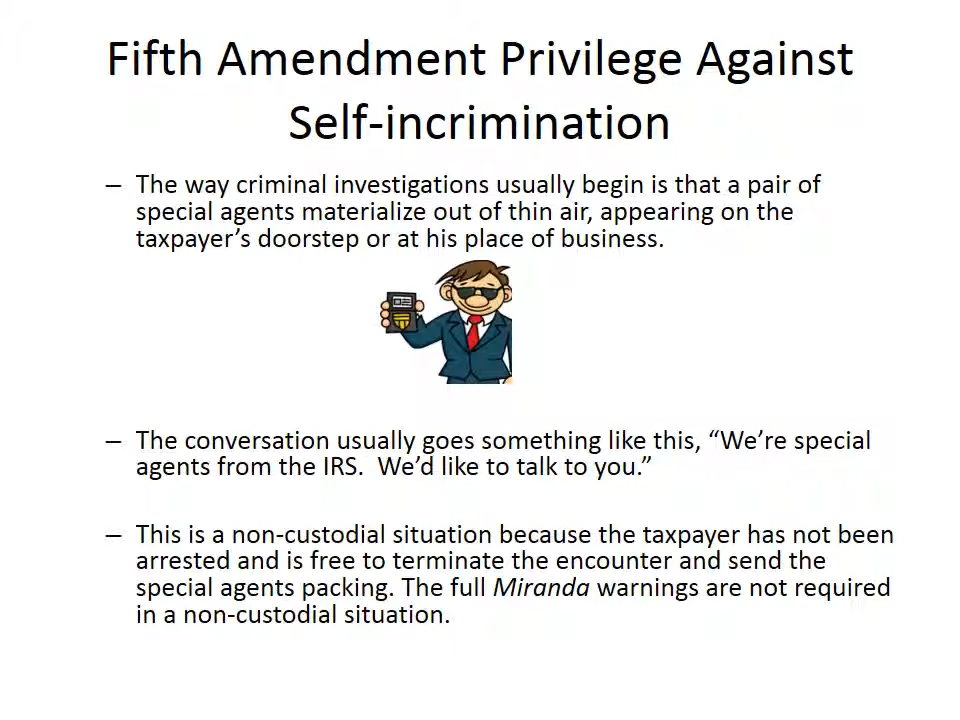 Fifth Amendment Privilege Against
Self-incrimination
– The way criminal investigations usually begin is that a pair of
special agents materialize out of thin air, appearing on the
taxpayer’s doorstep or at his place of business.
– The conversation usually goes something like this, “We’re special
agents from the IRS.  We’d like to talk to you.”
– This is a non-custodial situation because the taxpayer has not been
arrested and is free to terminate the encounter and send the
special agents packing. The full Miranda warnings are not required
in a non-custodial situation.